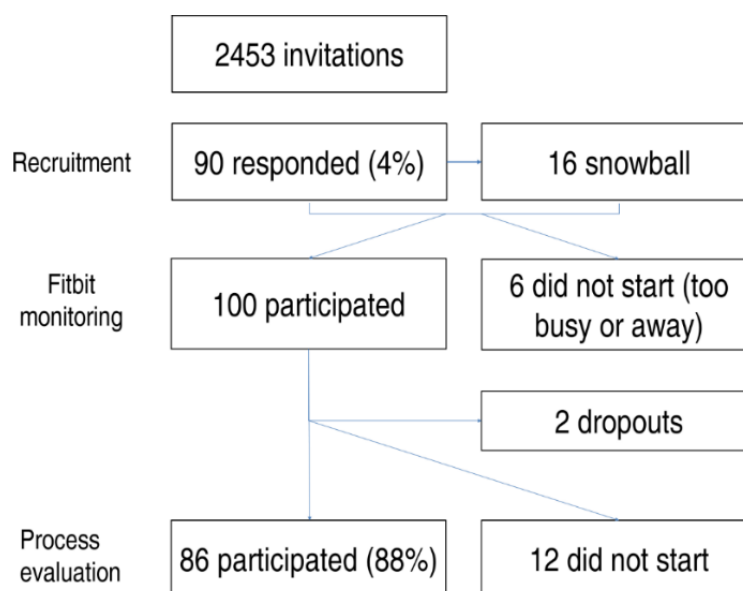 2453 invitations
Recruitment
90 responded (4%)
16 snowball
Fitbit
monitoring
100 participated
6 did not start (too
busy or away)
2 dropouts
Process
evaluation
86 participated (88%)
12 did not start